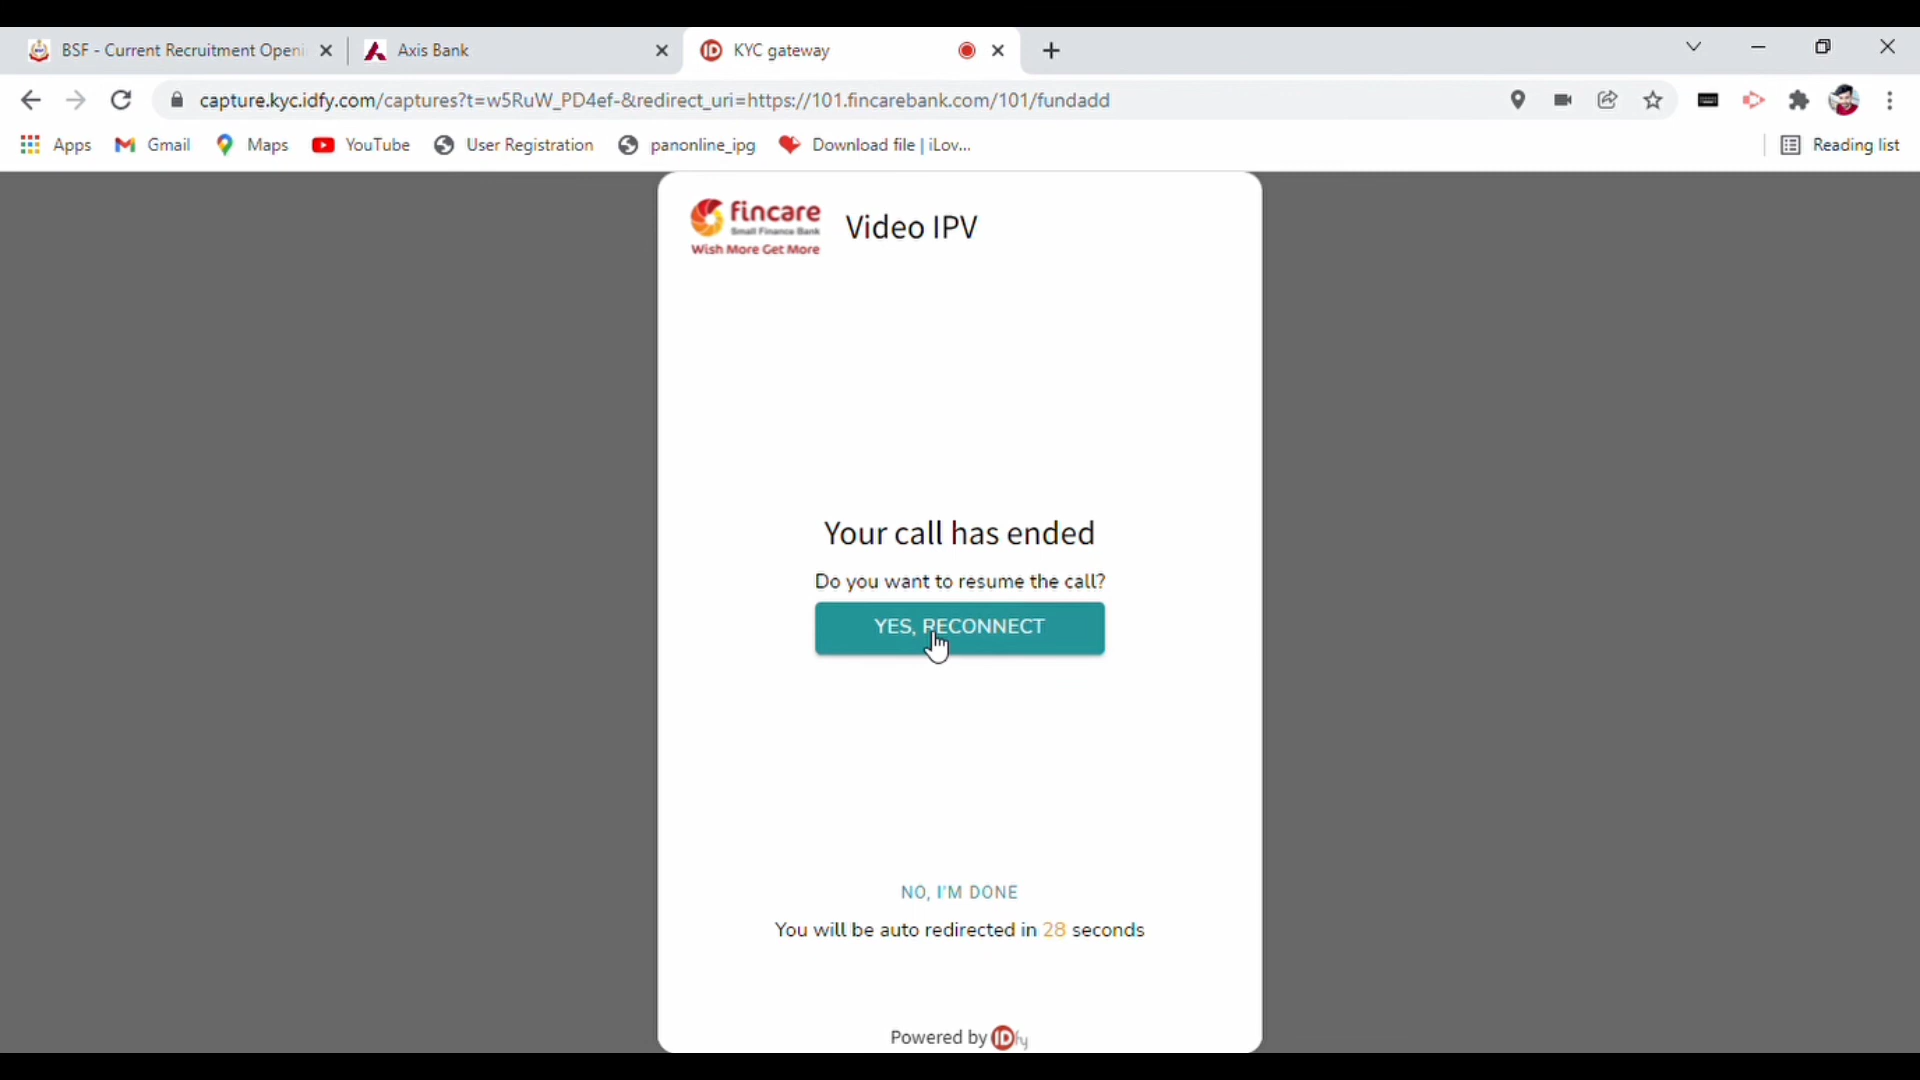 BSF - Current Recruitment Openi
Axis Bank
KYC gateway
capture.kyc.idfy.com/captures?t=w5RuW_PD4ef-&redirect_uri=https://101.fincarebank.com/101/fundadd
Apps
Gmail
Maps
YouTube
User Registration
panonline_ipg
Download file | iLov...
Reading list
fincare
Small Finance Bank
Wish More Get More
Video IPV
Your call has ended
Do you want to resume the call?
YES, RECONNECT
NO, I'M DONE
You will be auto redirected in 28 seconds
Powered by IDfy